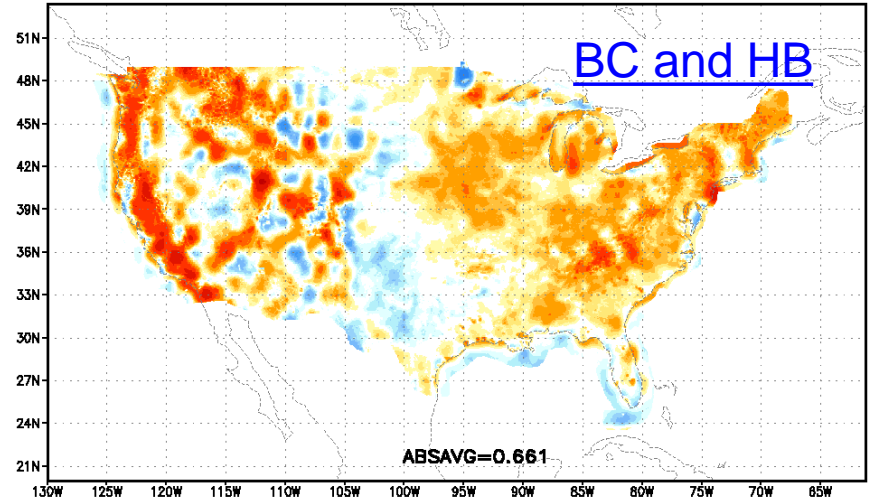 BC and HB
51N
48N
45N
42N
39N
36N
33N
30N
27N
24N
21N
ABSAVG=0.661
130W 125W 120W 115W 110W 105W 100W 95W 90W 85W 80W 75W 70W 65W